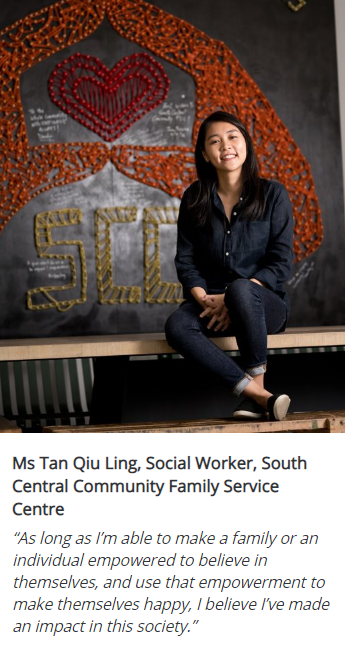 SCC
Ms Tan Qiu Ling, Social Worker, South
Central Community Family Service
Centre
“As long as I’m able to make a family or an
individual empowered to believe in
themselves, and use that empowerment to
make themselves happy, I believe I’ve made
an impact in this society.”